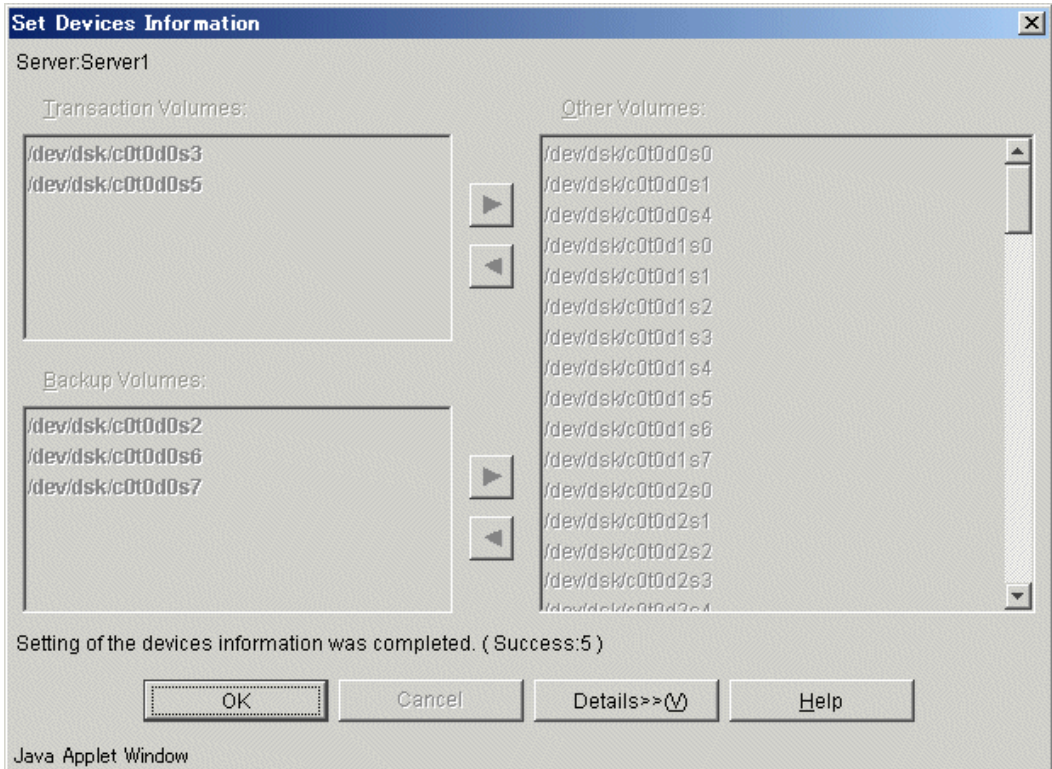 Set Devices Information
Server:Server1
Transaction Volumes:
/dev/dsk/c0t0d0s3
/dev/dsk/c0t0d0s5
Backup Volumes:
/dev/dsk/c0t0d0s2
/dev/dsk/c0t0d0s6
/dev/dsk/c0t0d0s7
Other Volumes:
/dev/dsk/c0t0d0s0
/dev/dsk/c0t0d0s1
/dev/dsk/c0t0d0s4
/dev/dsk/c0t0d1s0
/dev/dsk/c0t0d1s1
/dev/dsk/c0t0d1s2
/dev/dsk/c0t0d1s3
/dev/dsk/c0t0d1s4
/dev/dsk/c0t0d1s5
/dev/dsk/c0t0d1s6
/dev/dsk/c0t0d1s7
/dev/dsk/c0t0d2s0
/dev/dsk/c0t0d2s1
/dev/dsk/c0t0d2s2
/dev/dsk/c0t0d2s3
/dev/dsk/c0t0d2s4
Setting of the devices information was completed. ( Success:5 )
OK
Cancel
Details>>(V)
Help
Java Applet Window